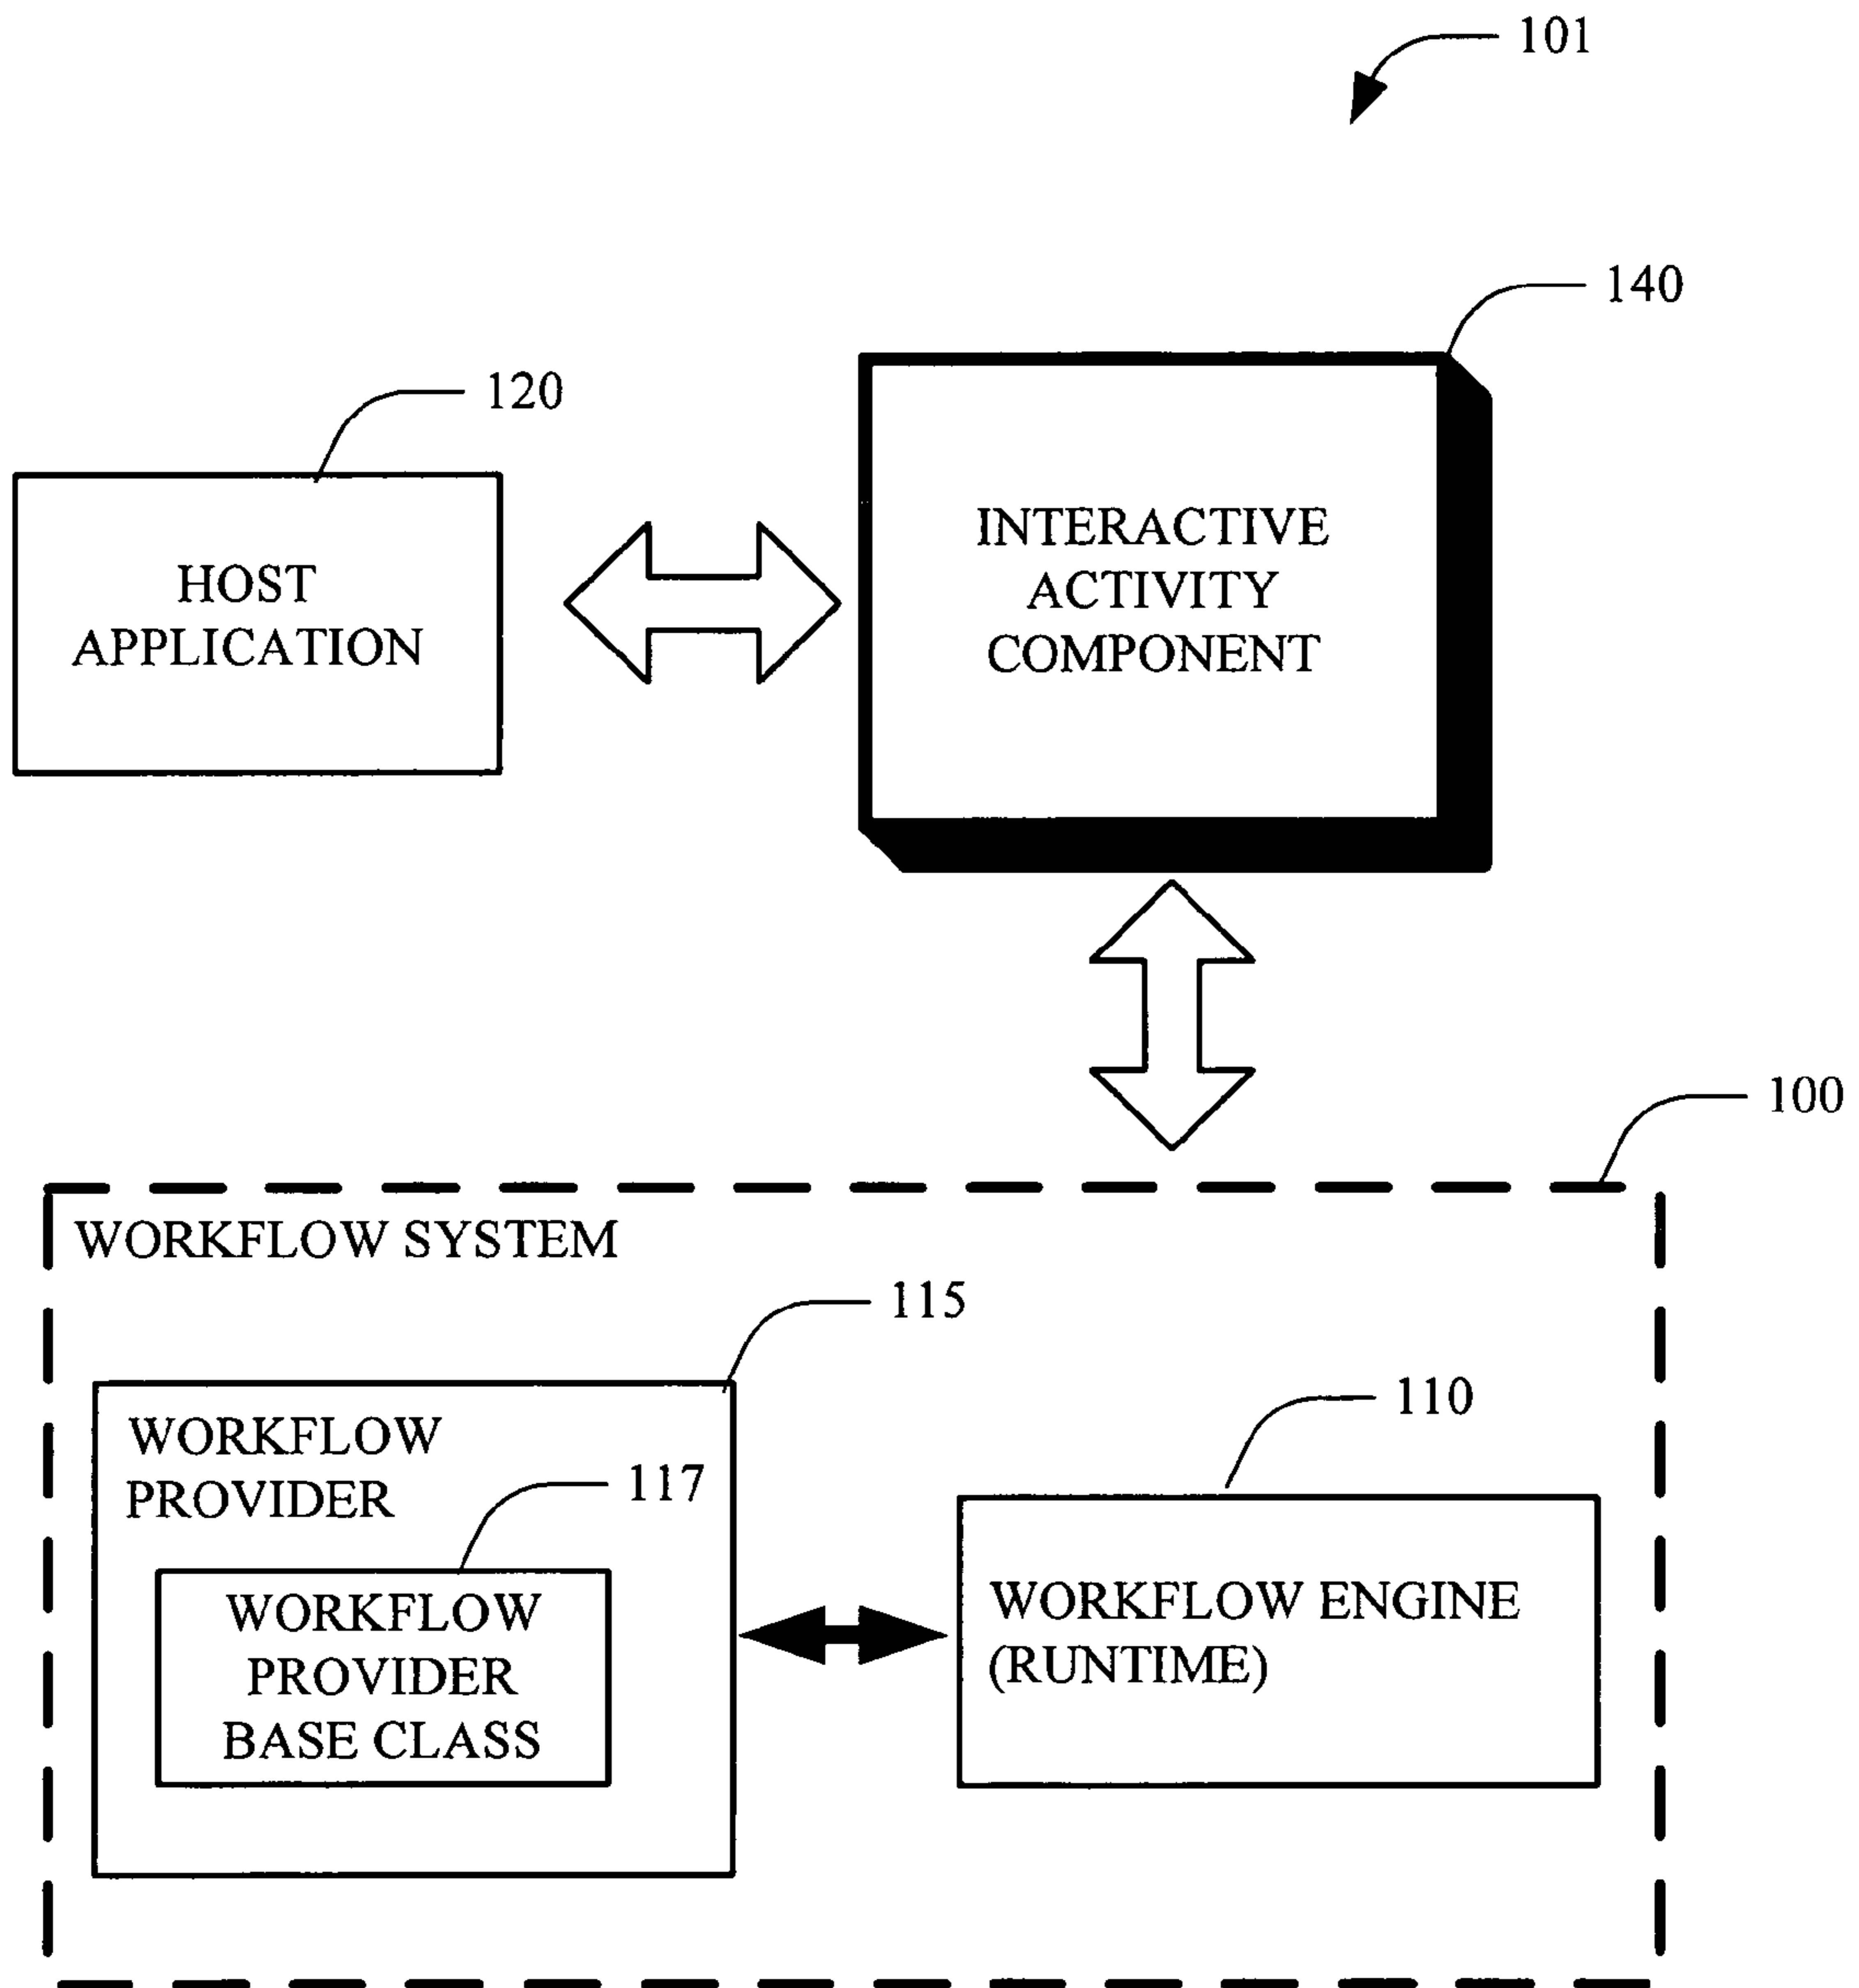 101
140
120
HOST
APPLICATION
INTERACTIVE
ACTIVITY
COMPONENT
100
WORKFLOW SYSTEM
115
110
WORKFLOW
PROVIDER
117
WORKFLOW
PROVIDER
BASE CLASS
WORKFLOW ENGINE
(RUNTIME)